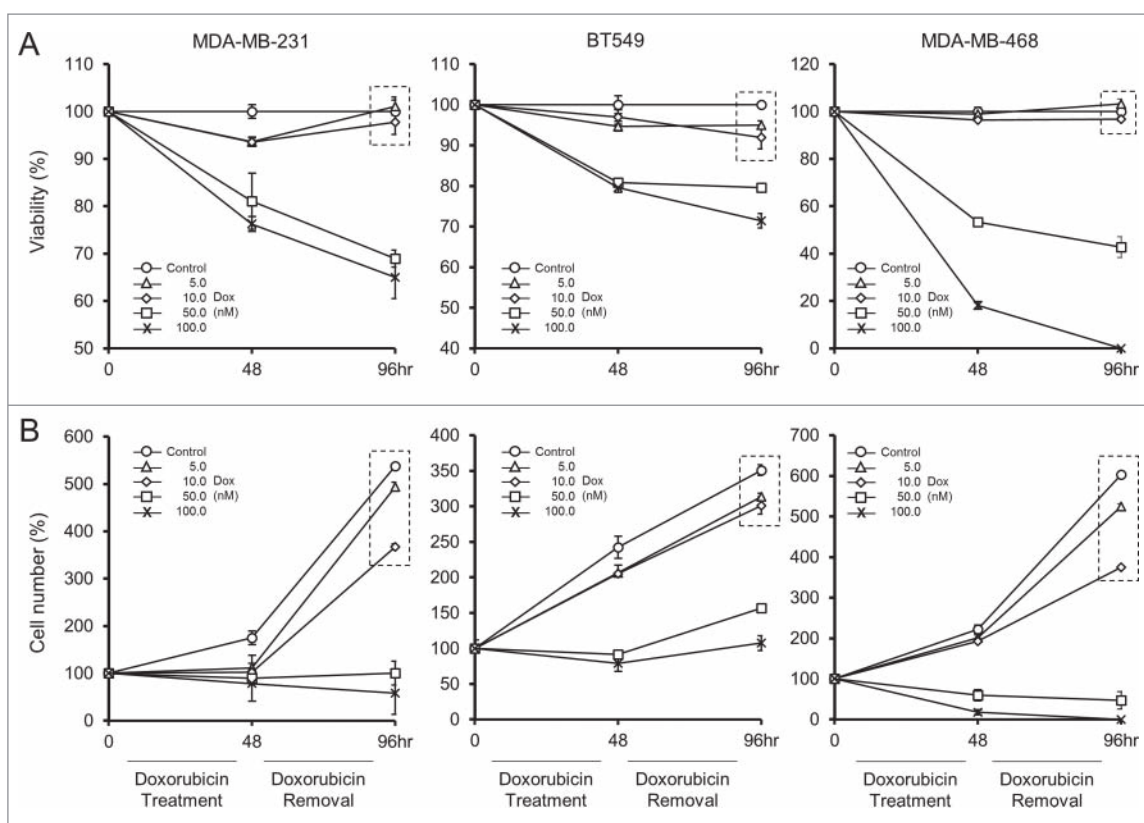 A
MDA-MB-231
BT549
MDA-MB-468
Viability (%)
110
100
90
80
70
60
50
Control
5.0
10.0 Dox
50.0 (nM)
100.0
0
48
96hr
110
100
90
80
70
60
50
40
Control
5.0
10.0 Dox
50.0 (nM)
100.0
0
48
96hr
120
100
80
60
40
20
0
Control
5.0
10.0 Dox
50.0 (nM)
100.0
0
48
96hr
B
Cell number (%)
600
500
400
300
200
100
0
Control
5.0
10.0 Dox
50.0 (nM)
100.0
0
48
96hr
Doxorubicin Doxorubicin
Treatment Removal
400
350
300
250
200
150
100
50
0
Control
5.0
10.0 Dox
50.0 (nM)
100.0
0
48
96hr
Doxorubicin Doxorubicin
Treatment Removal
700
600
500
400
300
200
100
0
Control
5.0
10.0 Dox
50.0 (nM)
100.0
0
48
96hr
Doxorubicin Doxorubicin
Treatment Removal